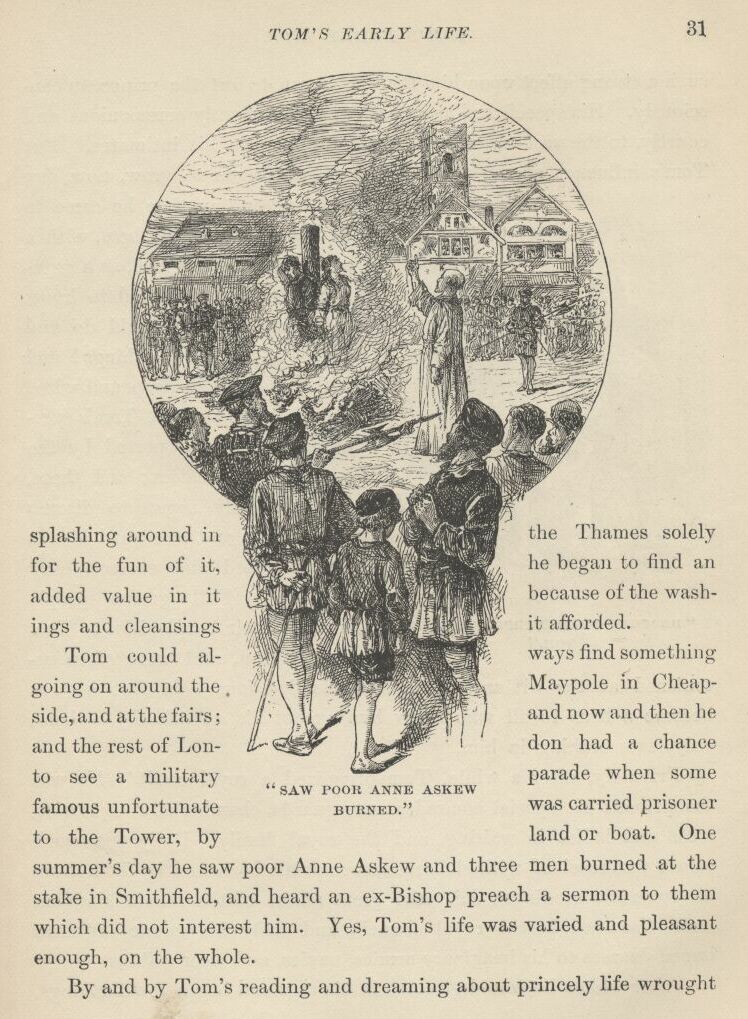 TOM'S EARLY LIFE. 31
splashing around in the Thames solely
for the fun of it, he began to find an
added value in it because of the wash-
ings and cleansings it afforded.
Tom could al- ways find something
going on around the Maypole in Cheap-
side, and at the fairs; and now and then he
and the rest of Lon- don had a chance
to see a military parade when some
famous unfortunate was carried prisoner
to the Tower, by land or boat. One
"SAW POOR ANNE ASKEW
BURNED."
summer's day he saw poor Anne Askew and three men burned at the
stake in Smithfield, and heard an ex-Bishop preach a sermon to them
which did not interest him. Yes, Tom's life was varied and pleasant
enough, on the whole.
By and by Tom's reading and dreaming about princely life wrought